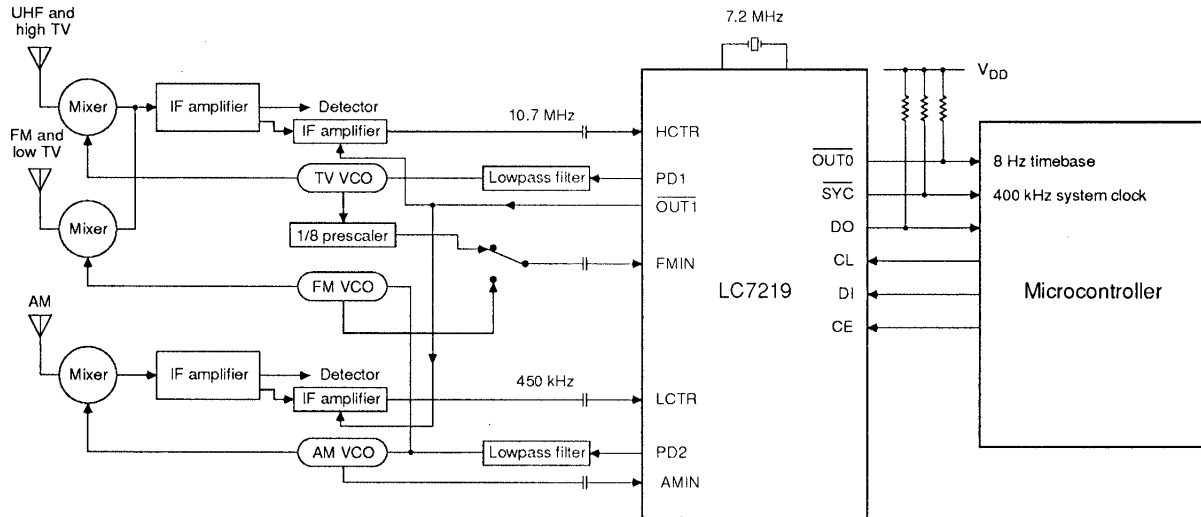 UHF and
high TV
7.2 MHz
VDD
Mixer
IF amplifier
Detector
IF amplifier
10.7 MHz
HCTR
FM and
low TV
TV VCO
Lowpass filter
PD1
OUT1
1/8 prescaler
Mixer
FMIN
FM VCO
LC7219
OUT0
8 Hz timebase
SYC
400 kHz system clock
DO
CL
DI
CE
Microcontroller
AM
Mixer
IF amplifier
Detector
IF amplifier
450 kHz
LCTR
AM VCO
Lowpass filter
PD2
AMIN